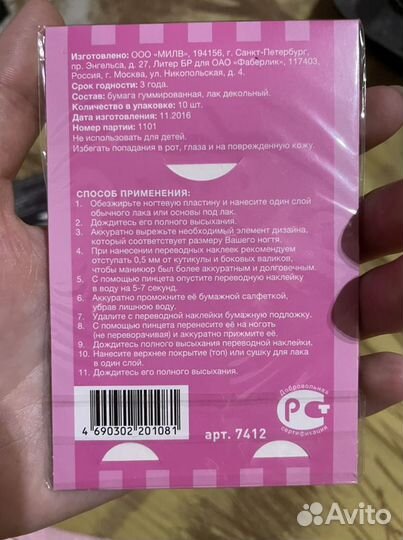 Изготовлено: ООО «МИЛВ», 194156, г. Санкт-Петербург,
пр. Энгельса, д. 27, Литер БР для ОАО «Фаберлик», 117403,
Россия, г. Москва, ул. Никопольская, д. 4.
Срок годности: 3 года.
Состав: бумага гуммированная, лак декольный.
Количество в упаковке: 10 шт.
Дата изготовления: 11.2016
Номер партии: 1101
Не использовать для детей.
Избегать попадания в рот, глаза и на поврежденную кожу.
СПОСОБ ПРИМЕНЕНИЯ:
1. Обезжирьте ногтевую пластину и нанесите один слой
обычного лака или основы под лак.
2. Дождитесь его полного высыхания.
3. Аккуратно вырежьте необходимый элемент дизайна,
который соответствует размеру Вашего ногтя.
4. При нанесении переводных наклеек рекомендуем
отступать 0,5 мм от кутикулы и боковых валиков,
чтобы маникюр был более аккуратным и долговечным.
5. С помощью пинцета опустите переводную наклейку
в воду на 5-7 секунд.
6. Аккуратно промокните её бумажной салфеткой,
убрав лишнюю воду.
7. Удалите с переводной наклейки бумажную подложку.
8. С помощью пинцета перенесите её на ноготь
(не переворачивая) и аккуратно прижмите её.
9. Дождитесь полного высыхания переводной наклейки.
10. Нанесите верхнее покрытие (топ) или сушку для лака
в один слой.
11. Дождитесь его полного высыхания.
4 690302 201081
арт. 7412
Добровольная
РСТ
сертификация
Avito